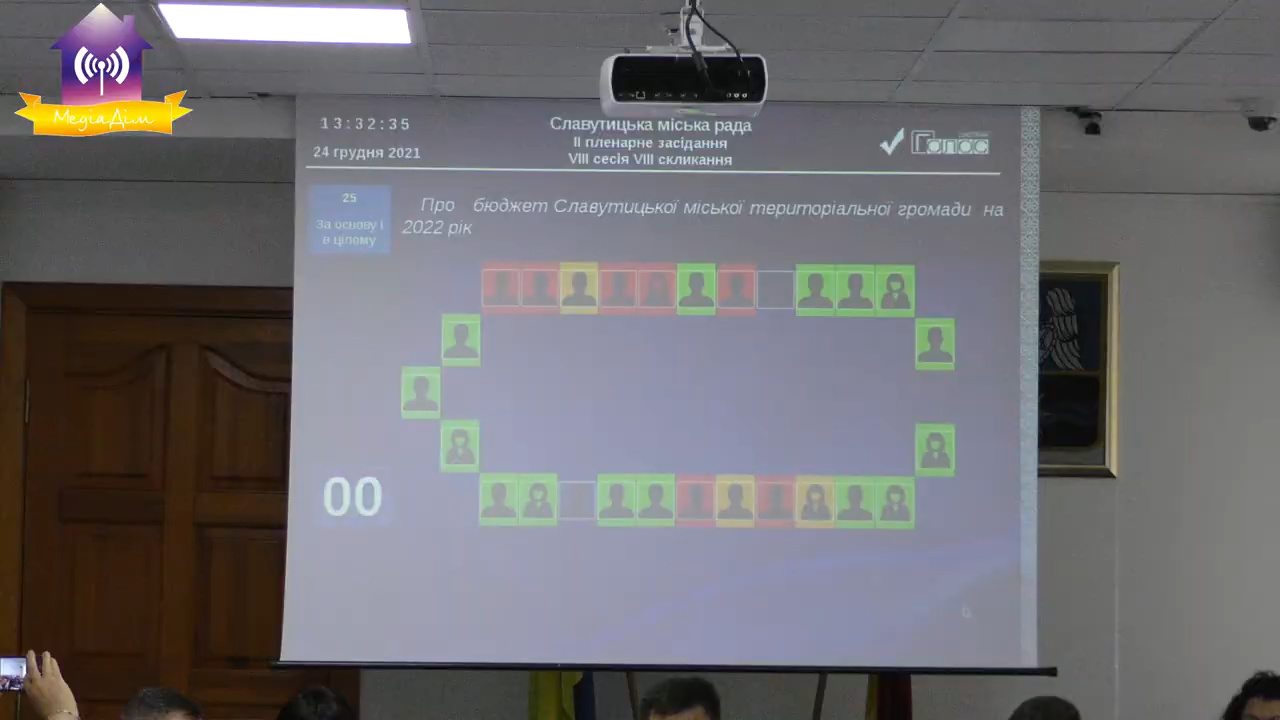 МедіаДім
13:32:35
24 грудня 2021
Славутицька міська рада
ІІ пленарне засідання
VIII сесія VIII скликання
Голос
25
За основу і
в цілому
Про бюджет Славутицької міської територіальної громади на
2022 рік
00